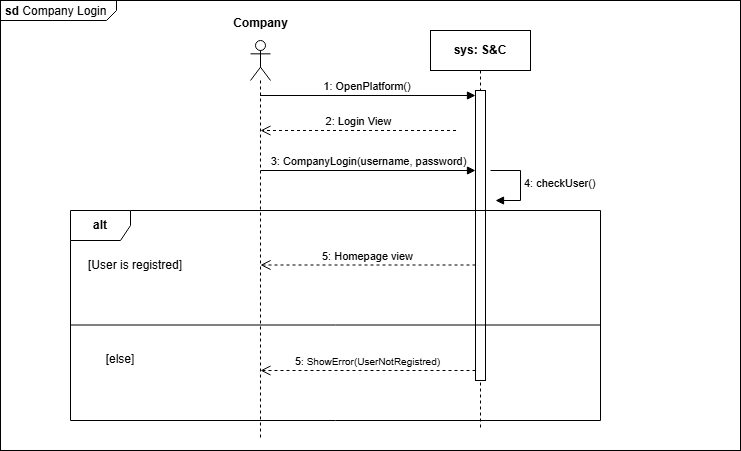 sd Company Login
Company
sys: S&C
1: OpenPlatform()
2: Login View
3: CompanyLogin(username, password)
4: checkUser()
alt
[User is registred]
5: Homepage view
[else]
5: ShowError(UserNotRegistred)